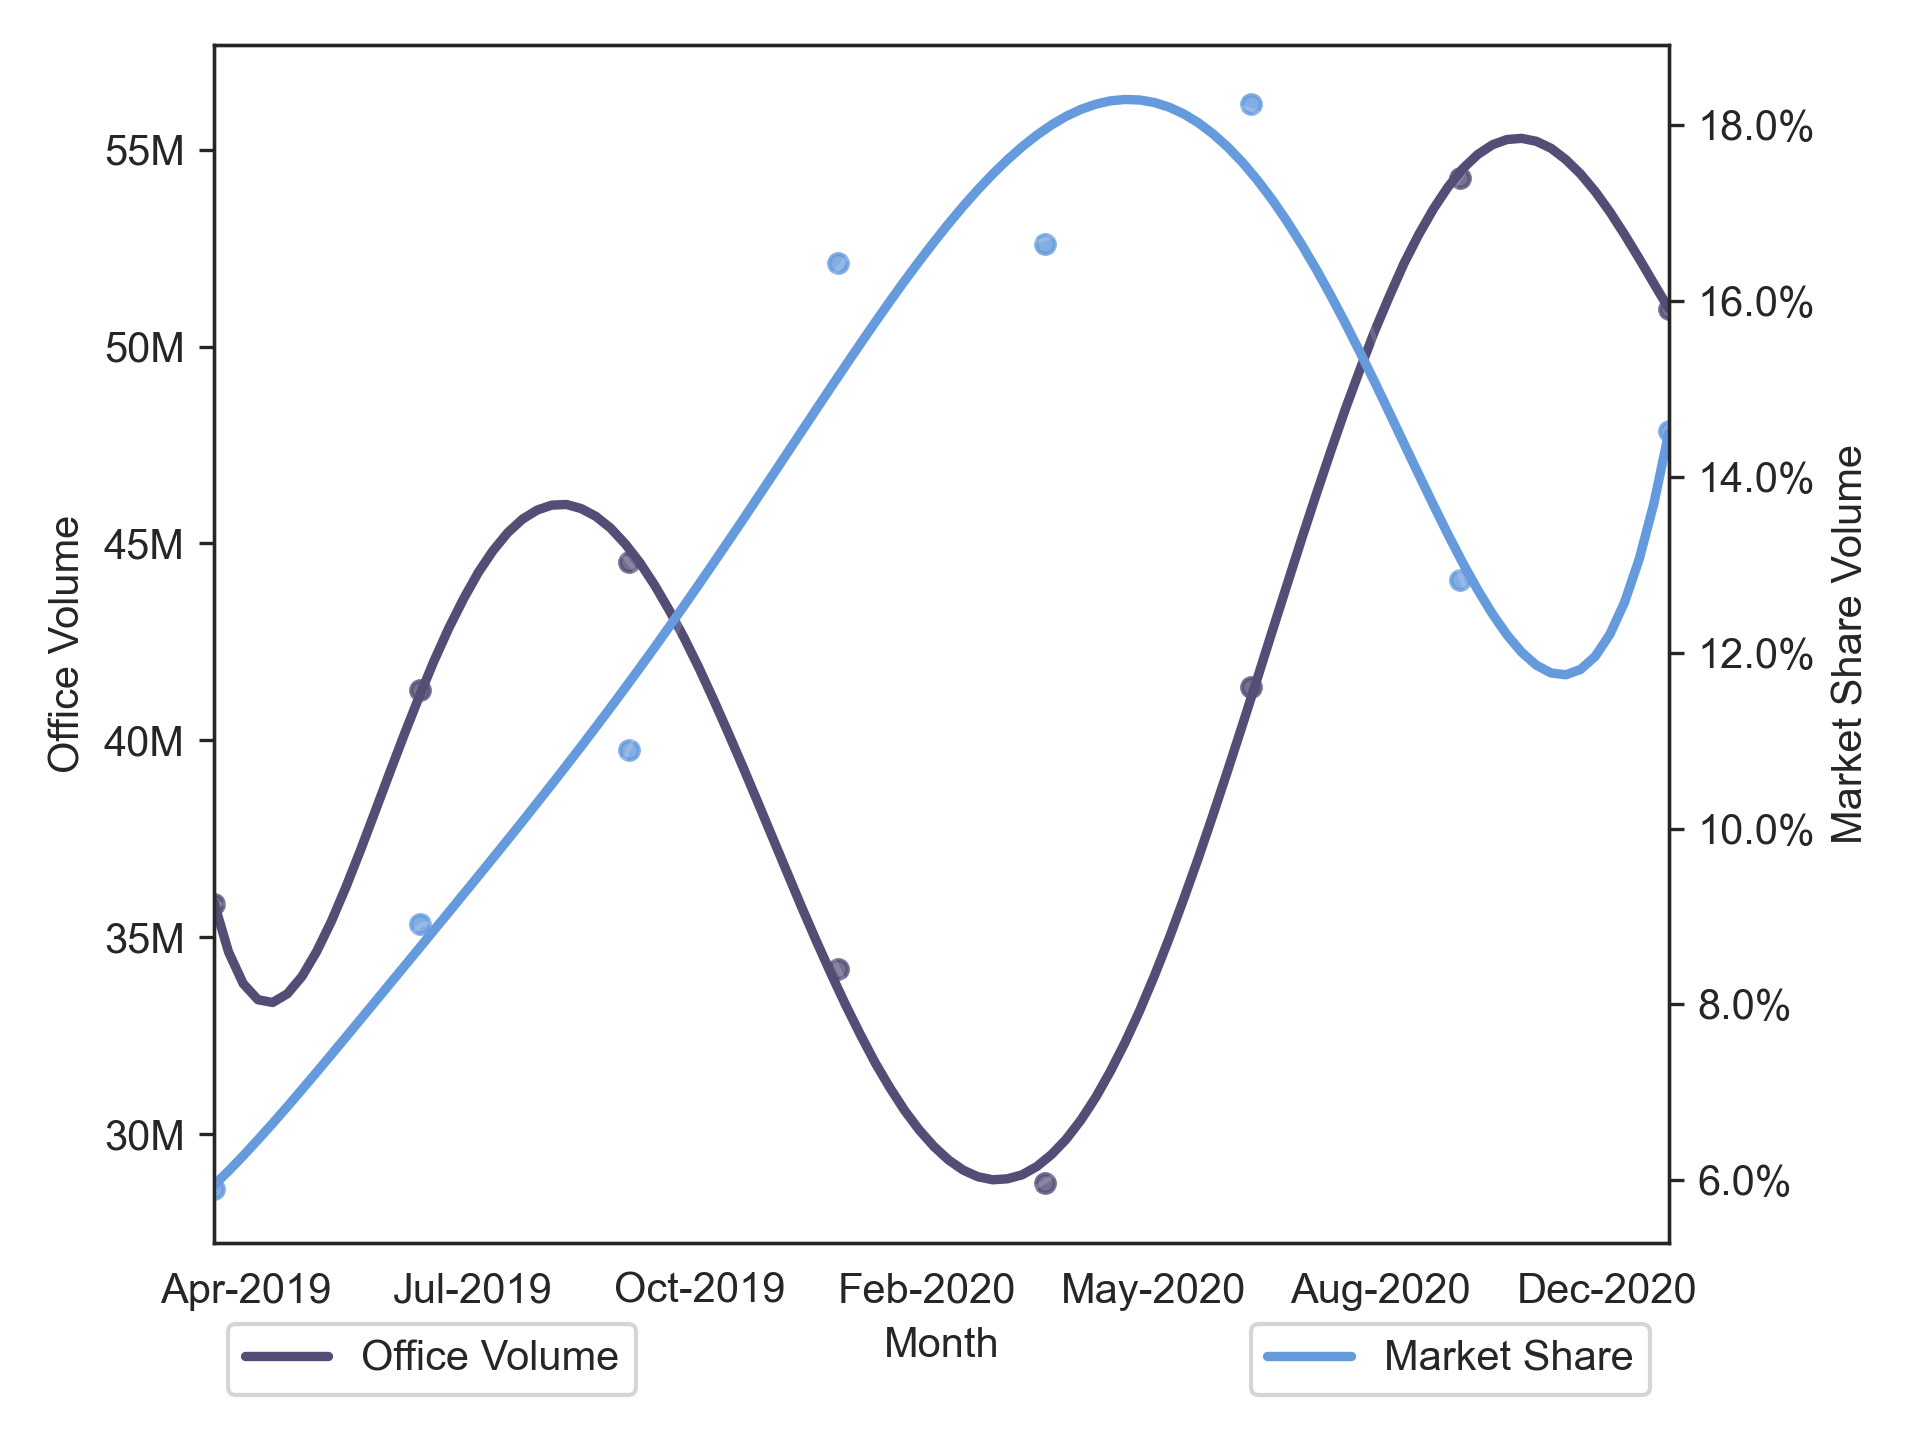 55M
50M
45M
40M
35M
30M
Office Volume
18.0%
16.0%
14.0%
12.0%
10.0%
8.0%
6.0%
Market Share Volume
Apr-2019 Jul-2019 Oct-2019 Feb-2020 May-2020 Aug-2020 Dec-2020
Month
Office Volume
Market Share